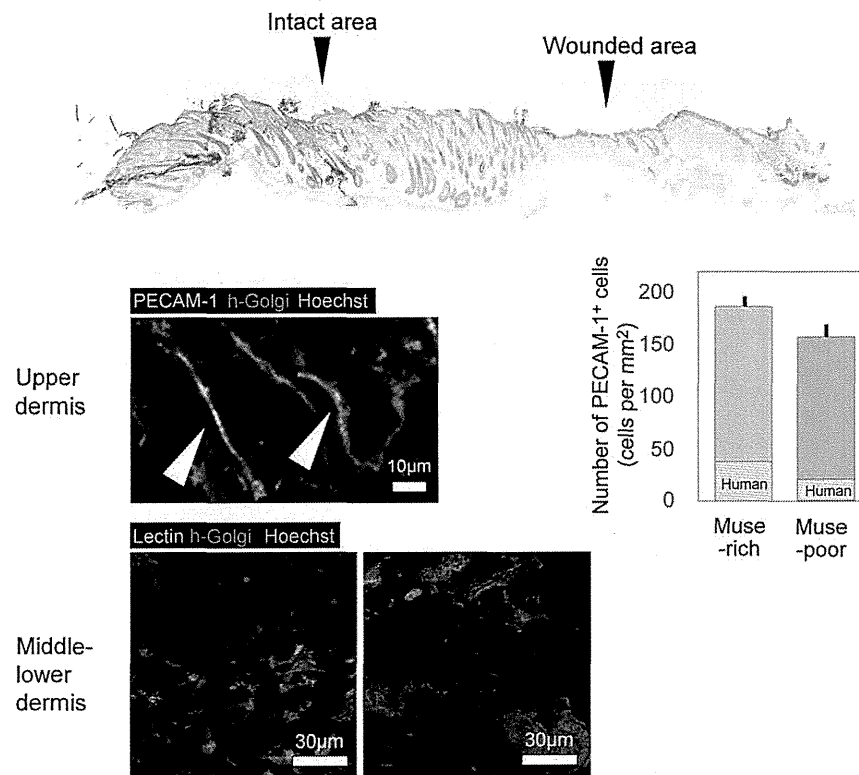 Intact area
Wounded area
PECAM-1 h-Golgi Hoechst
Upper
dermis
10μm
Lectin h-Golgi Hoechst
Middle-
lower
dermis
30μm
30μm
Number of PECAM-1+ cells
(cells per mm²)
200
150
100
50
0
Human
Human
Muse
-rich
Muse
-poor